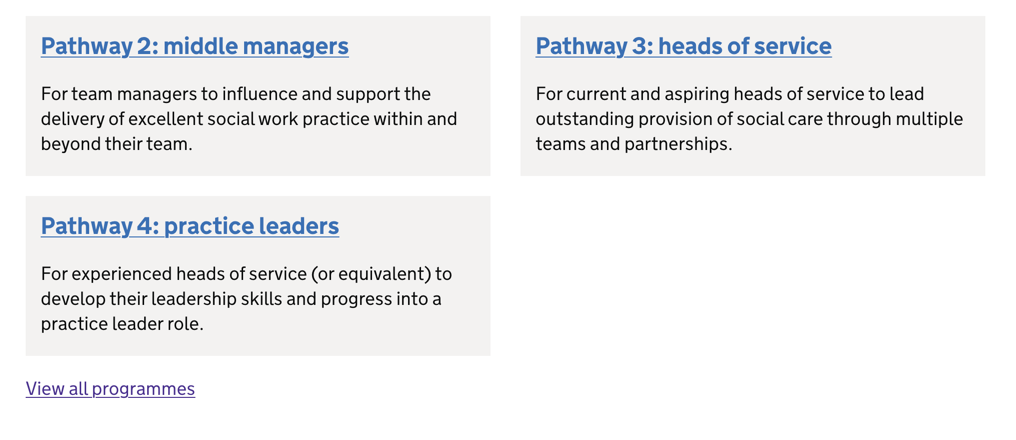 Pathway 2: middle managers
For team managers to influence and support the
delivery of excellent social work practice within and
beyond their team.
Pathway 3: heads of service
For current and aspiring heads of service to lead
outstanding provision of social care through multiple
teams and partnerships.
Pathway 4: practice leaders
For experienced heads of service (or equivalent) to
develop their leadership skills and progress into a
practice leader role.
View all programmes